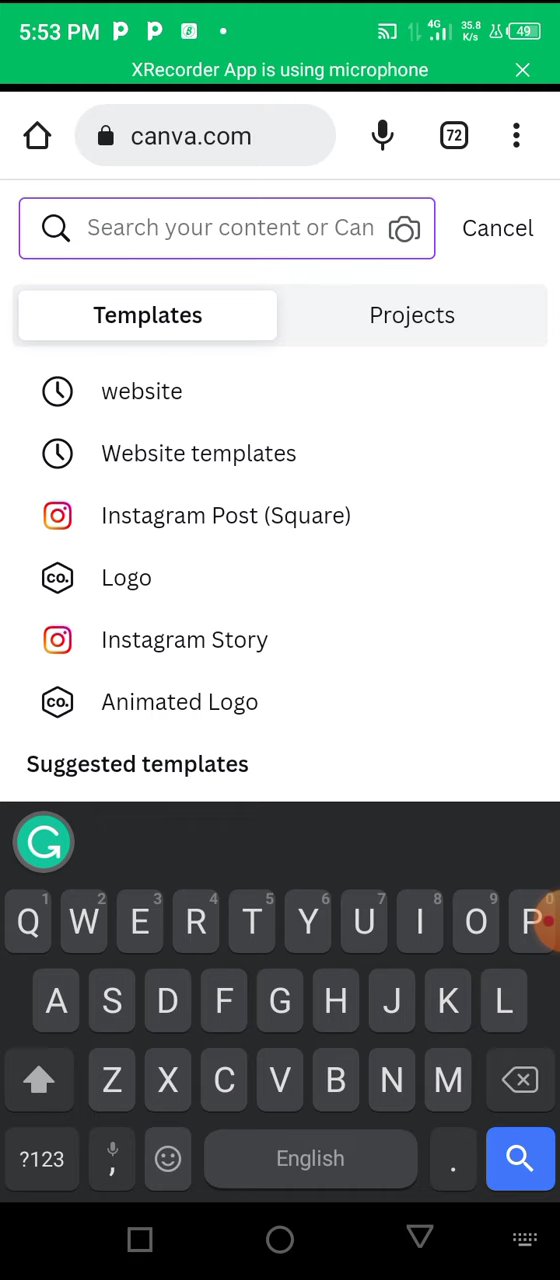 5:53 PM
4G 35.8 K/s 49
XRecorder App is using microphone
canva.com
72
Search your content or Can
Cancel
Templates
Projects
website
Website templates
Instagram Post (Square)
co. Logo
Instagram Story
co. Animated Logo
Suggested templates
1 2 3 4 5 6 7 8 9 0
Q W E R T Y U I O P
A S D F G H J K L
Z X C V B N M
?123 , English .